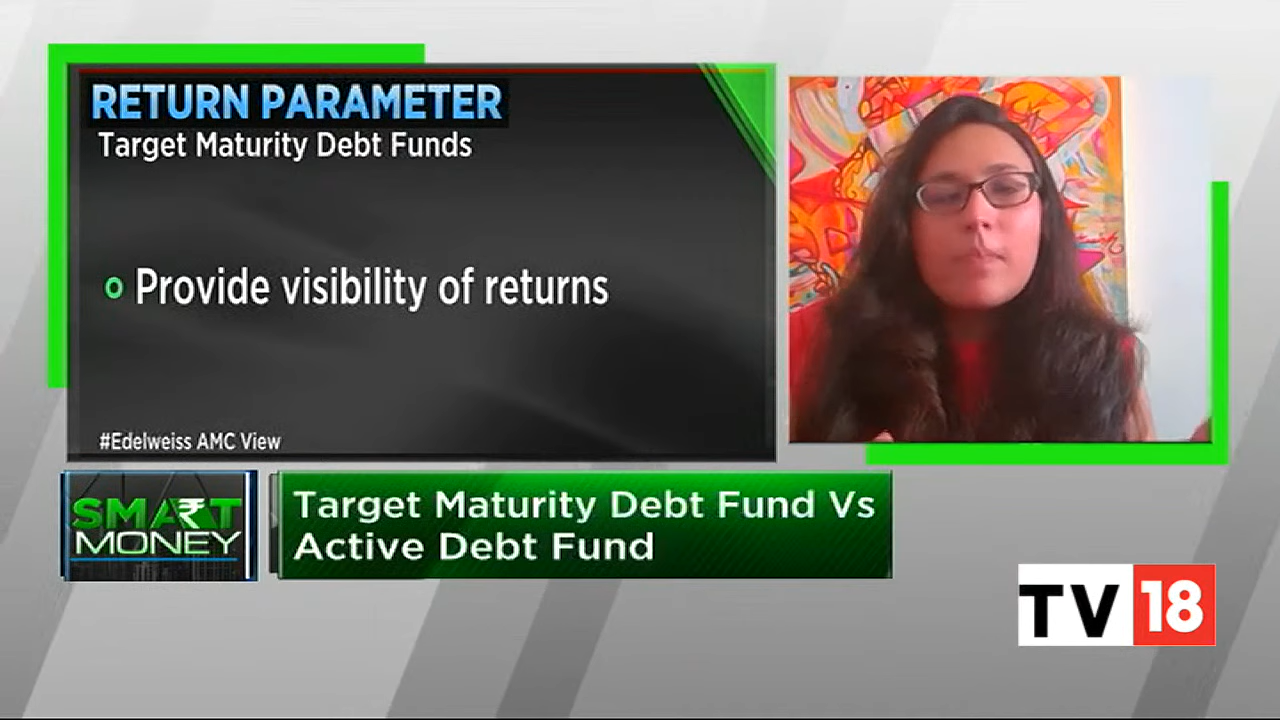 RETURN PARAMETER
Target Maturity Debt Funds
Provide visibility of returns
#Edelweiss AMC View
SMART
MONEY
Target Maturity Debt Fund Vs
Active Debt Fund
TV18